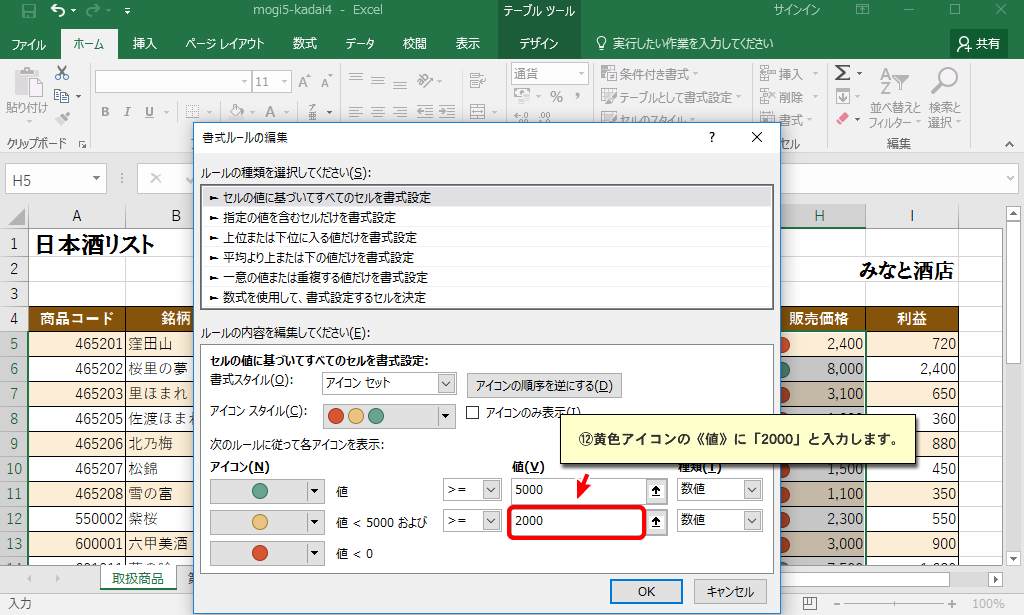 mogi5-kadai4 - Excel
テーブル ツール
サインイン
ファイル ホーム 挿入 ページ レイアウト 数式 データ 校閲 表示 デザイン 実行したい作業を入力してください 共有
貼り付け
クリップボード
11
B I U
A
通貨
%
条件付き書式
テーブルとして書式設定
セルのスタイル
挿入
削除
書式
セル
並べ替えと
フィルター
検索と
選択
編集
H5
書式ルールの編集
ルールの種類を選択してください(S):
► セルの値に基づいてすべてのセルを書式設定
► 指定の値を含むセルだけを書式設定
► 上位または下位に入る値だけを書式設定
► 平均より上または下の値だけを書式設定
► 一意の値または重複する値だけを書式設定
► 数式を使用して、書式設定するセルを決定
ルールの内容を編集してください(E):
セルの値に基づいてすべてのセルを書式設定:
書式スタイル(O): アイコン セット アイコンの順序を逆にする(D)
アイコン スタイル(C): アイコンのみ表示(I)
⑫黄色アイコンの《値》に「2000」と入力します。
次のルールに従って各アイコンを表示:
アイコン(N) 値(V) 種類(T)
値 >= 5000 数値
値 < 5000 および >= 2000 数値
値 < 0
OK キャンセル
A B H I
1 日本酒リスト
2 みなと酒店
3
4 商品コード 銘柄 販売価格 利益
5 465201 窪田山 2,400 720
6 465202 桜里の夢 8,000 2,400
7 465203 里ほまれ 3,100 650
8 465205 佐渡ほまれ 360
9 465206 北乃梅 880
10 465207 松錦 1,500 450
11 465208 雪の富 1,100 350
12 550002 紫桜 2,300 550
13 600001 六甲美酒 3,000 900
14
取扱商品
入力
100%